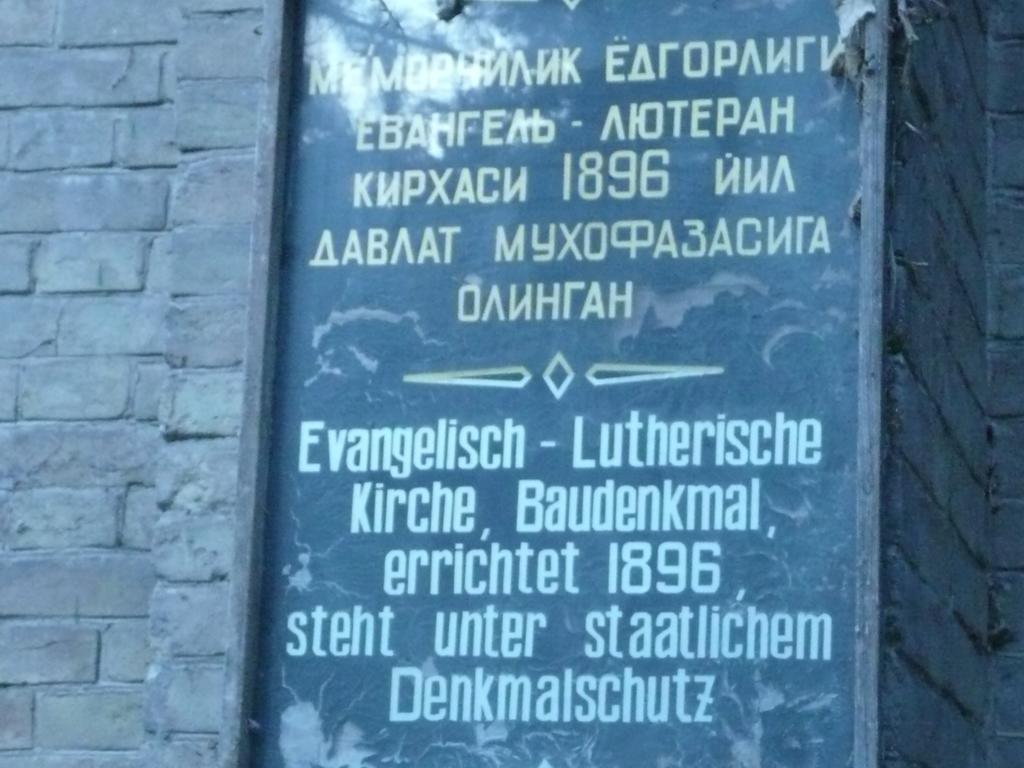 МЕМОРЧИЛИК ЁДГОРЛИГИ
ЕВАНГЕЛЬ - ЛЮТЕРАН
КИРХАСИ 1896 ЙИЛ
ДАВЛАТ МУХОФАЗАСИГА
ОЛИНГАН
Evangelisch - Lutherische
Kirche, Baudenkmal,
errichtet 1896,
steht unter staatlichem
Denkmalschutz